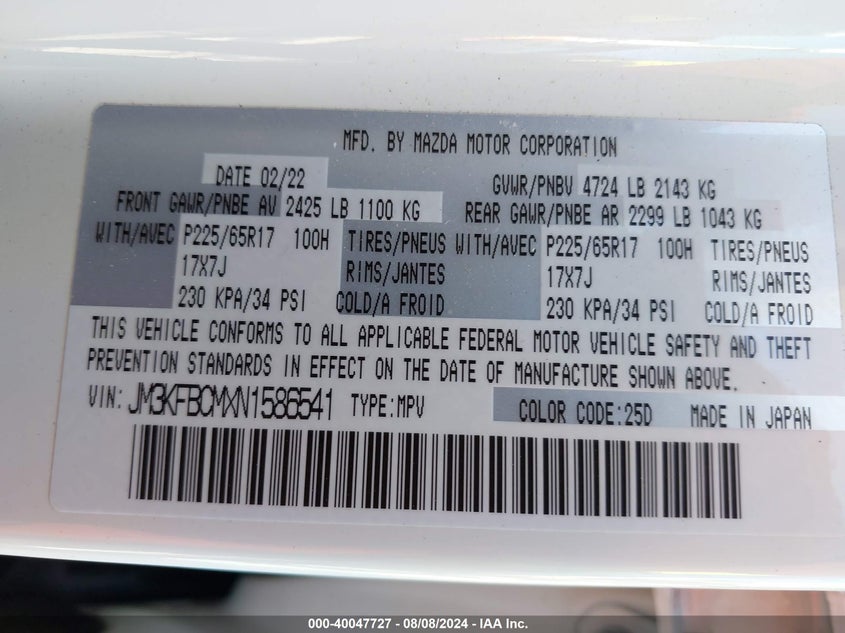 MFD. BY MAZDA MOTOR CORPORATION
DATE 02/22 GVWR/PNBV 4724 LB 2143 KG
FRONT GAWR/PNBE AV 2425 LB 1100 KG REAR GAWR/PNBE AR 2299 LB 1043 KG
WITH/AVEC P225/65R17 100H TIRES/PNEUS WITH/AVEC P225/65R17 100H TIRES/PNEUS
17X7J RIMS/JANTES 17X7J RIMS/JANTES
230 KPA/34 PSI COLD/A FROID 230 KPA/34 PSI COLD/A FROID
THIS VEHICLE CONFORMS TO ALL APPLICABLE FEDERAL MOTOR VEHICLE SAFETY AND THEFT
PREVENTION STANDARDS IN EFFECT ON THE DATE OF MANUFACTURE SHOWN ABOVE.
VIN: JM3KFBCMXN1586541 TYPE:MPV COLOR CODE:25D MADE IN JAPAN
000-40047727 - 08/08/2024 - IAA Inc.